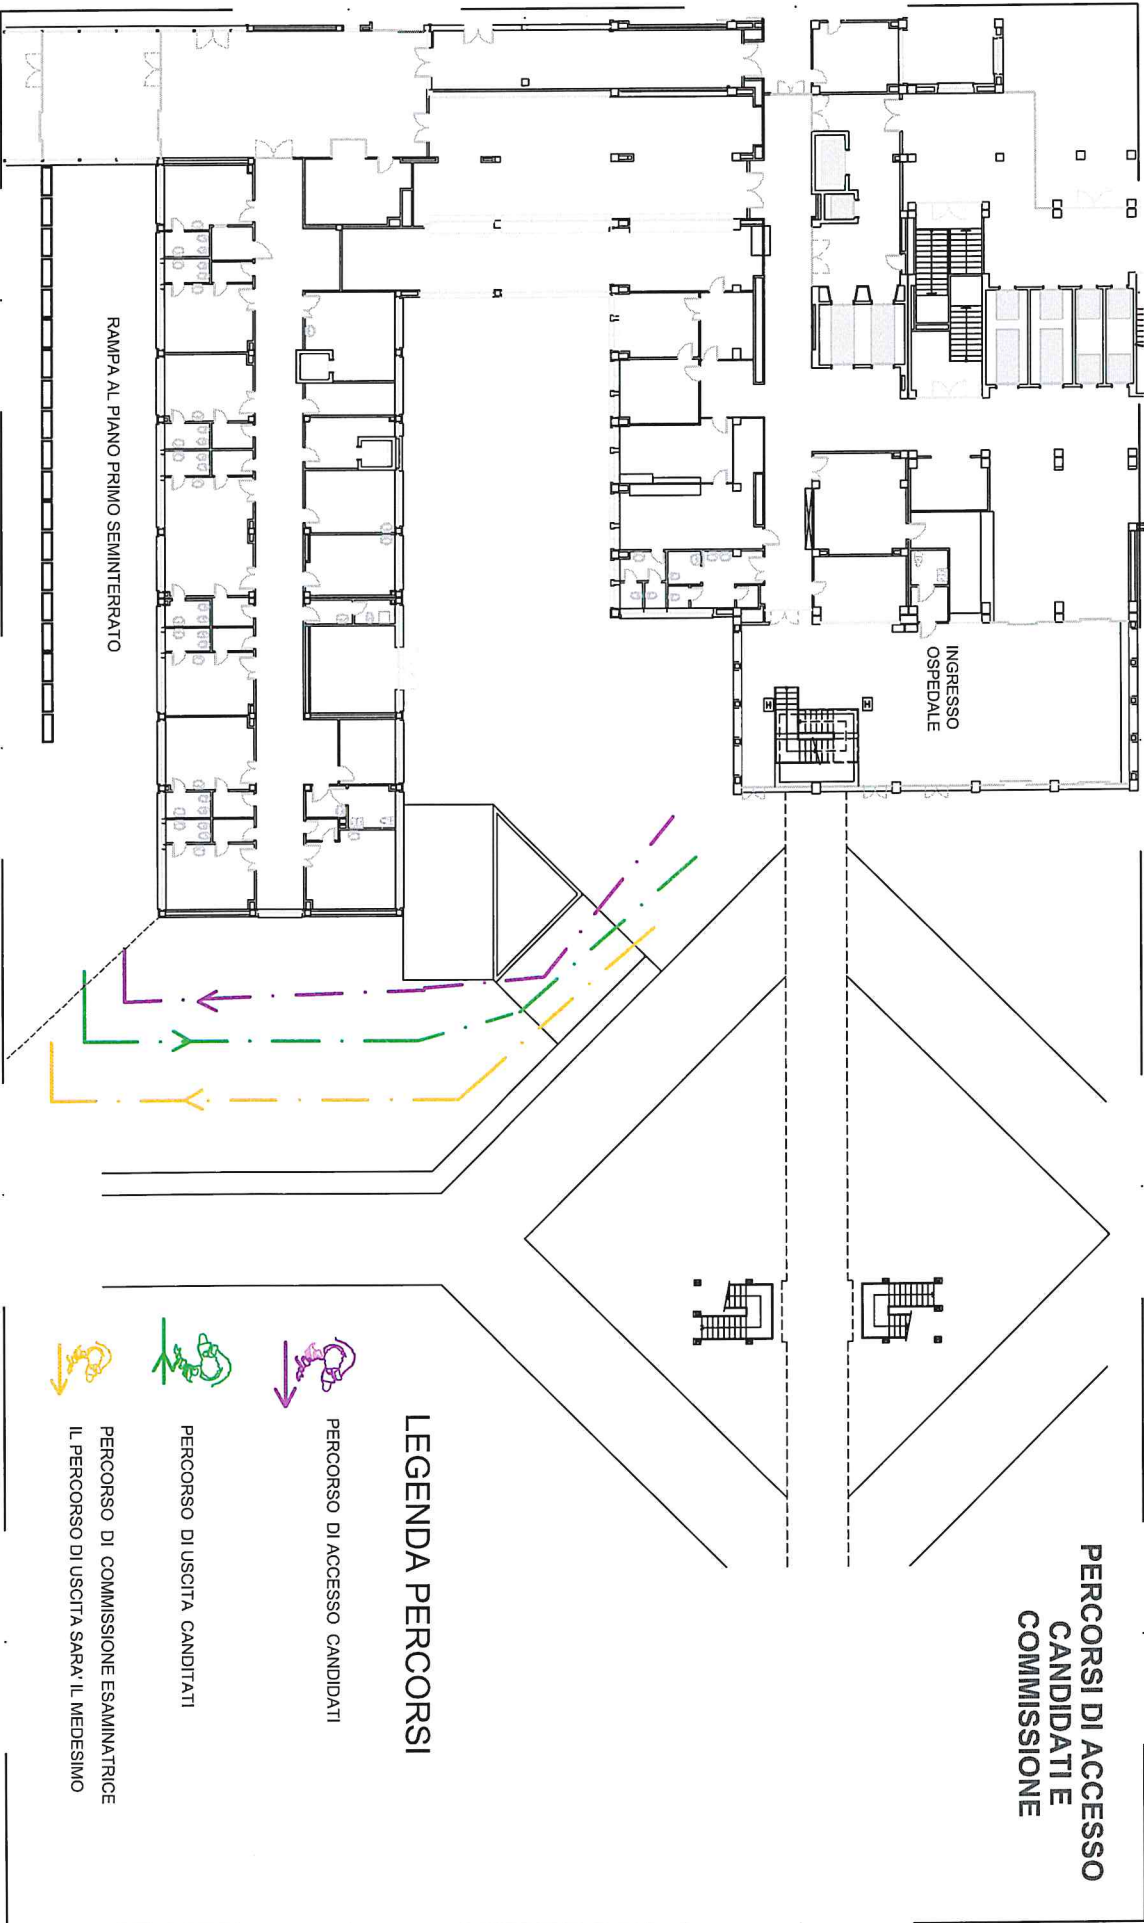 PERCORSI DI ACCESSO
CANDIDATI E
COMMISSIONE
INGRESSO
OSPEDALE
H
H
RAMPA AL PIANO PRIMO SEMINTERRATO
LEGENDA PERCORSI
PERCORSO DI ACCESSO CANDIDATI
PERCORSO DI USCITA CANDITATI
PERCORSO DI COMMISSIONE ESAMINATRICE
IL PERCORSO DI USCITA SARA' IL MEDESIMO